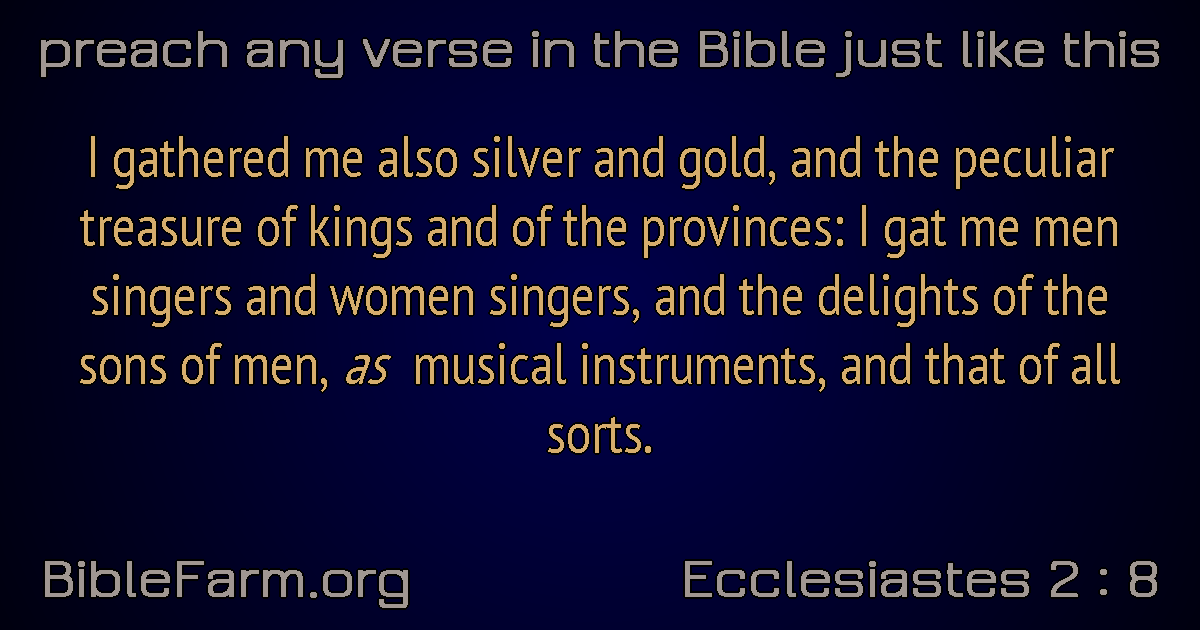 preach any verse in the Bible just like this
I gathered me also silver and gold, and the peculiar
treasure of kings and of the provinces: I gat me men
singers and women singers, and the delights of the
sons of men, as musical instruments, and that of all
sorts.
BibleFarm.org
Ecclesiastes 2 : 8